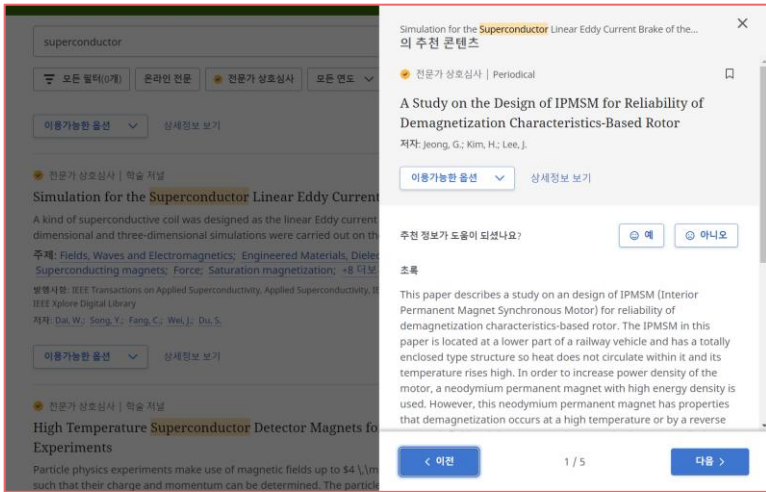 superconductor
모든 필터(0개)
온라인 전문
전문가 상호심사
모든 연도
이용가능한 옵션
상세정보 보기
전문가 상호심사 | 학술 저널
Simulation for the Superconductor Linear Eddy Current
A kind of superconductive coil was designed as the linear Eddy current
dimensional and three-dimensional simulations were carried out on th
주제: Fields, Waves and Electromagnetics; Engineered Materials, Dielec
Superconducting magnets; Force; Saturation magnetization; +8 더보
발행사항: IEEE Transactions on Applied Superconductivity, Applied Superconductivity, IE
IEEE Xplore Digital Library
저자: Dai, W.; Song, Y.; Fang, C.; Wei, J.; Du, S.
이용가능한 옵션
상세정보 보기
전문가 상호심사 | 학술 저널
High Temperature Superconductor Detector Magnets fo
Experiments
Particle physics experiments make use of magnetic fields up to $4 \,\m
such that their charge and momentum can be determined. The particle
Simulation for the Superconductor Linear Eddy Current Brake of the...
의 추천 콘텐츠
전문가 상호심사 | Periodical
A Study on the Design of IPMSM for Reliability of
Demagnetization Characteristics-Based Rotor
저자: Jeong, G.; Kim, H.; Lee, J.
이용가능한 옵션
상세정보 보기
추천 정보가 도움이 되셨나요?
예
아니오
초록
This paper describes a study on an design of IPMSM (Interior
Permanent Magnet Synchronous Motor) for reliability of
demagnetization characteristics-based rotor. The IPMSM in this
paper is located at a lower part of a railway vehicle and has a totally
enclosed type structure so heat does not circulate within it and its
temperature rises high. In order to increase power density of the
motor, a neodymium permanent magnet with high energy density is
used. However, this neodymium permanent magnet has properties
that demagnetization occurs at a high temperature or by a reverse
< 이전
1 / 5
다음 >